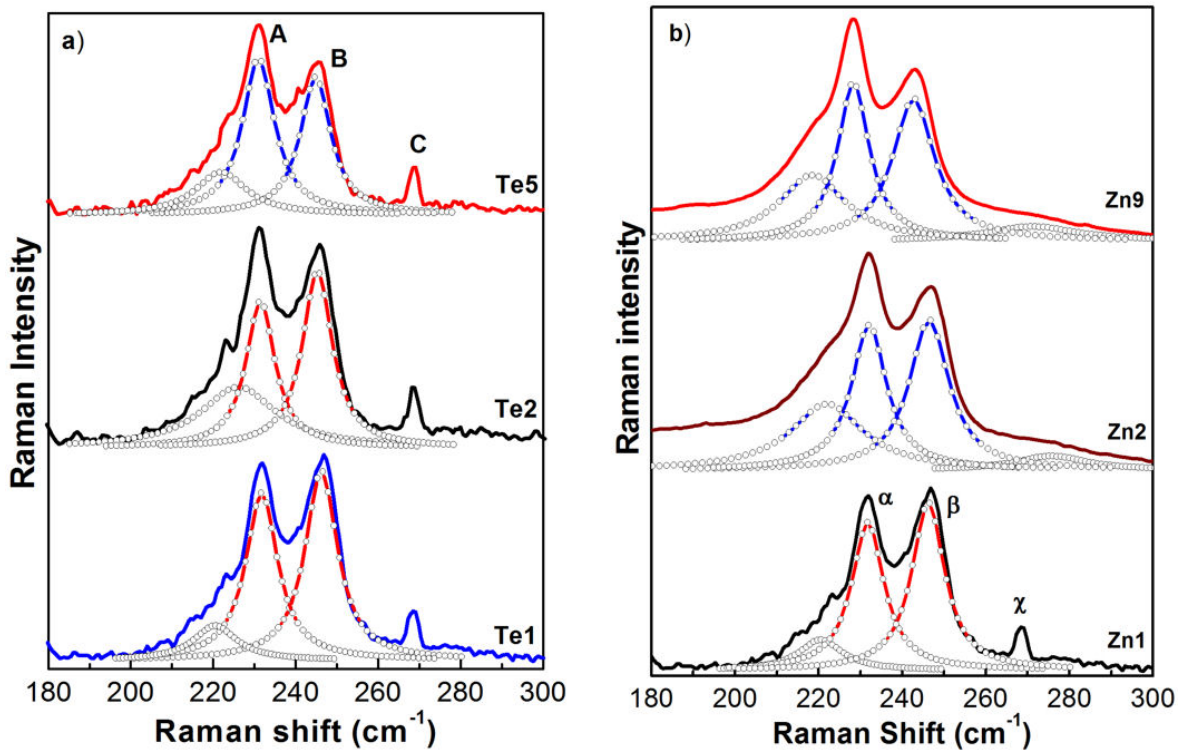 a)
A
B
C
Te5
Te2
Te1
180 200 220 240 260 280 300
Raman shift (cm-1)
Raman Intensity
b)
Zn9
Zn2
α
β
χ
Zn1
180 200 220 240 260 280 300
Raman Shift (cm-1)
Raman intensity